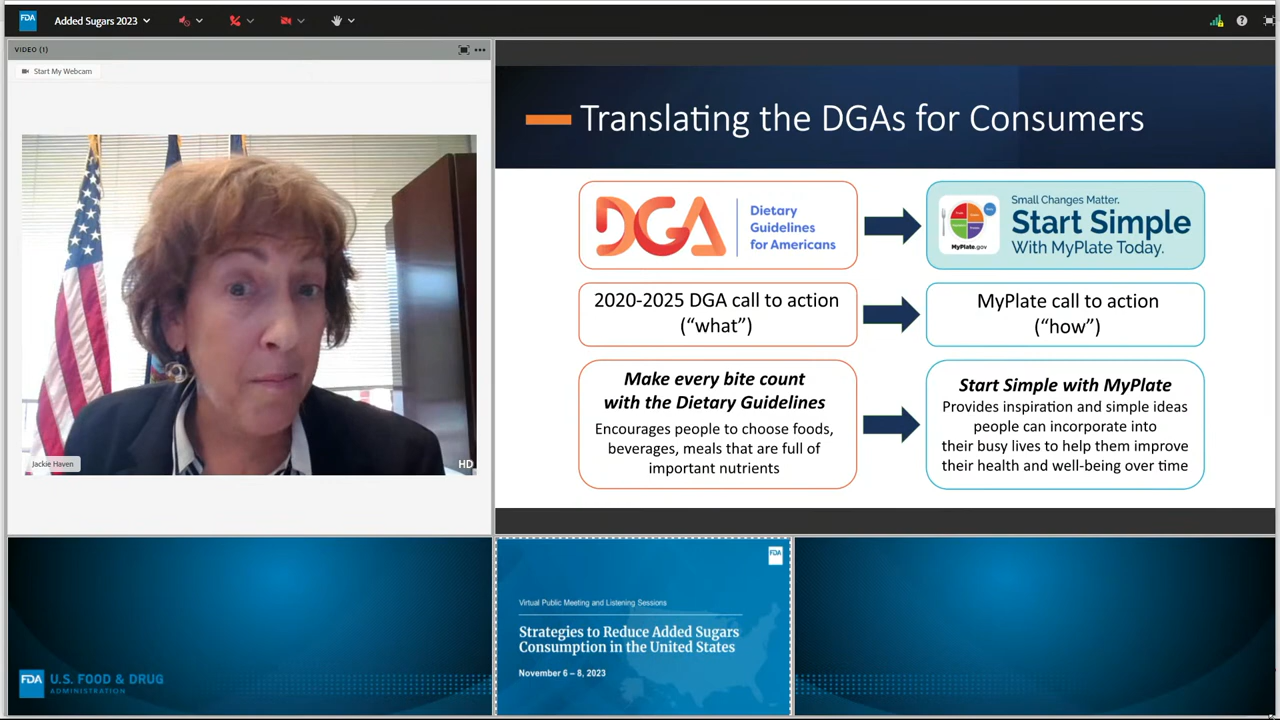 FDA
Added Sugars 2023
VIDEO (1)
Start My Webcam
Jackie Haven
HD
Translating the DGAs for Consumers
DGA
Dietary
Guidelines
for Americans
MyPlate.gov
Small Changes Matter.
Start Simple
With MyPlate Today.
2020-2025 DGA call to action
(“what”)
MyPlate call to action
(“how”)
Make every bite count
with the Dietary Guidelines
Encourages people to choose foods,
beverages, meals that are full of
important nutrients
Start Simple with MyPlate
Provides inspiration and simple ideas
people can incorporate into
their busy lives to help them improve
their health and well-being over time
FDA
U.S. FOOD & DRUG
ADMINISTRATION
FDA
Virtual Public Meeting and Listening Sessions
Strategies to Reduce Added Sugars
Consumption in the United States
November 6 – 8, 2023